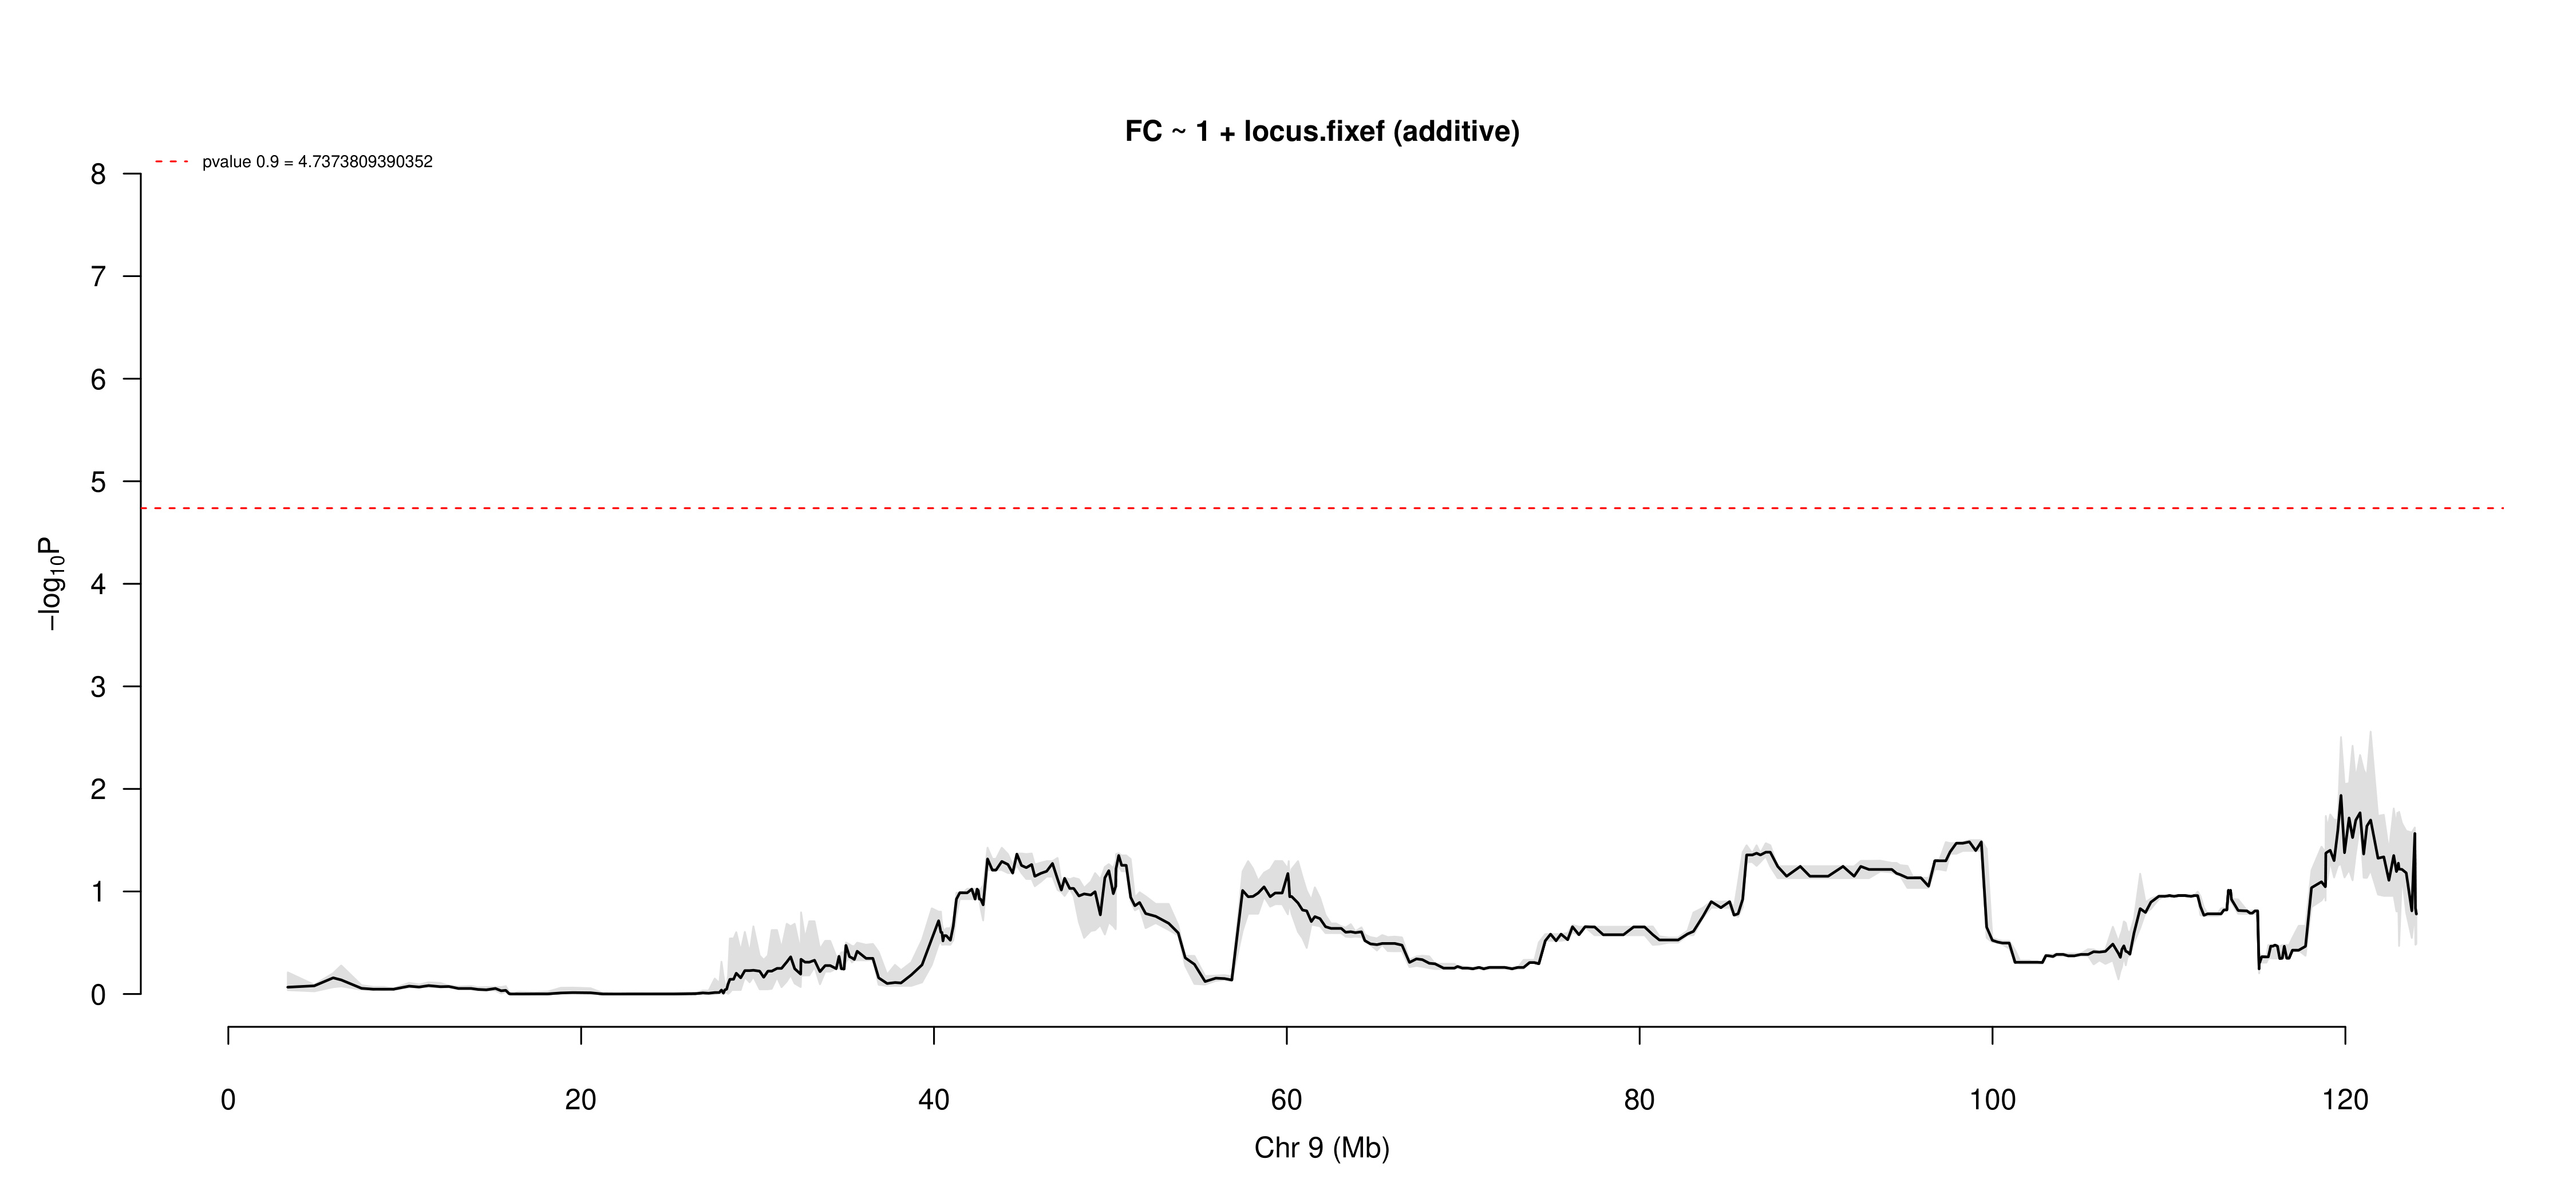 FC ~ 1 + locus.fixef (additive)
pvalue 0.9 = 4.7373809390352
8
7
6
5
4
3
2
1
0
−log10P
0 20 40 60 80 100 120
Chr 9 (Mb)